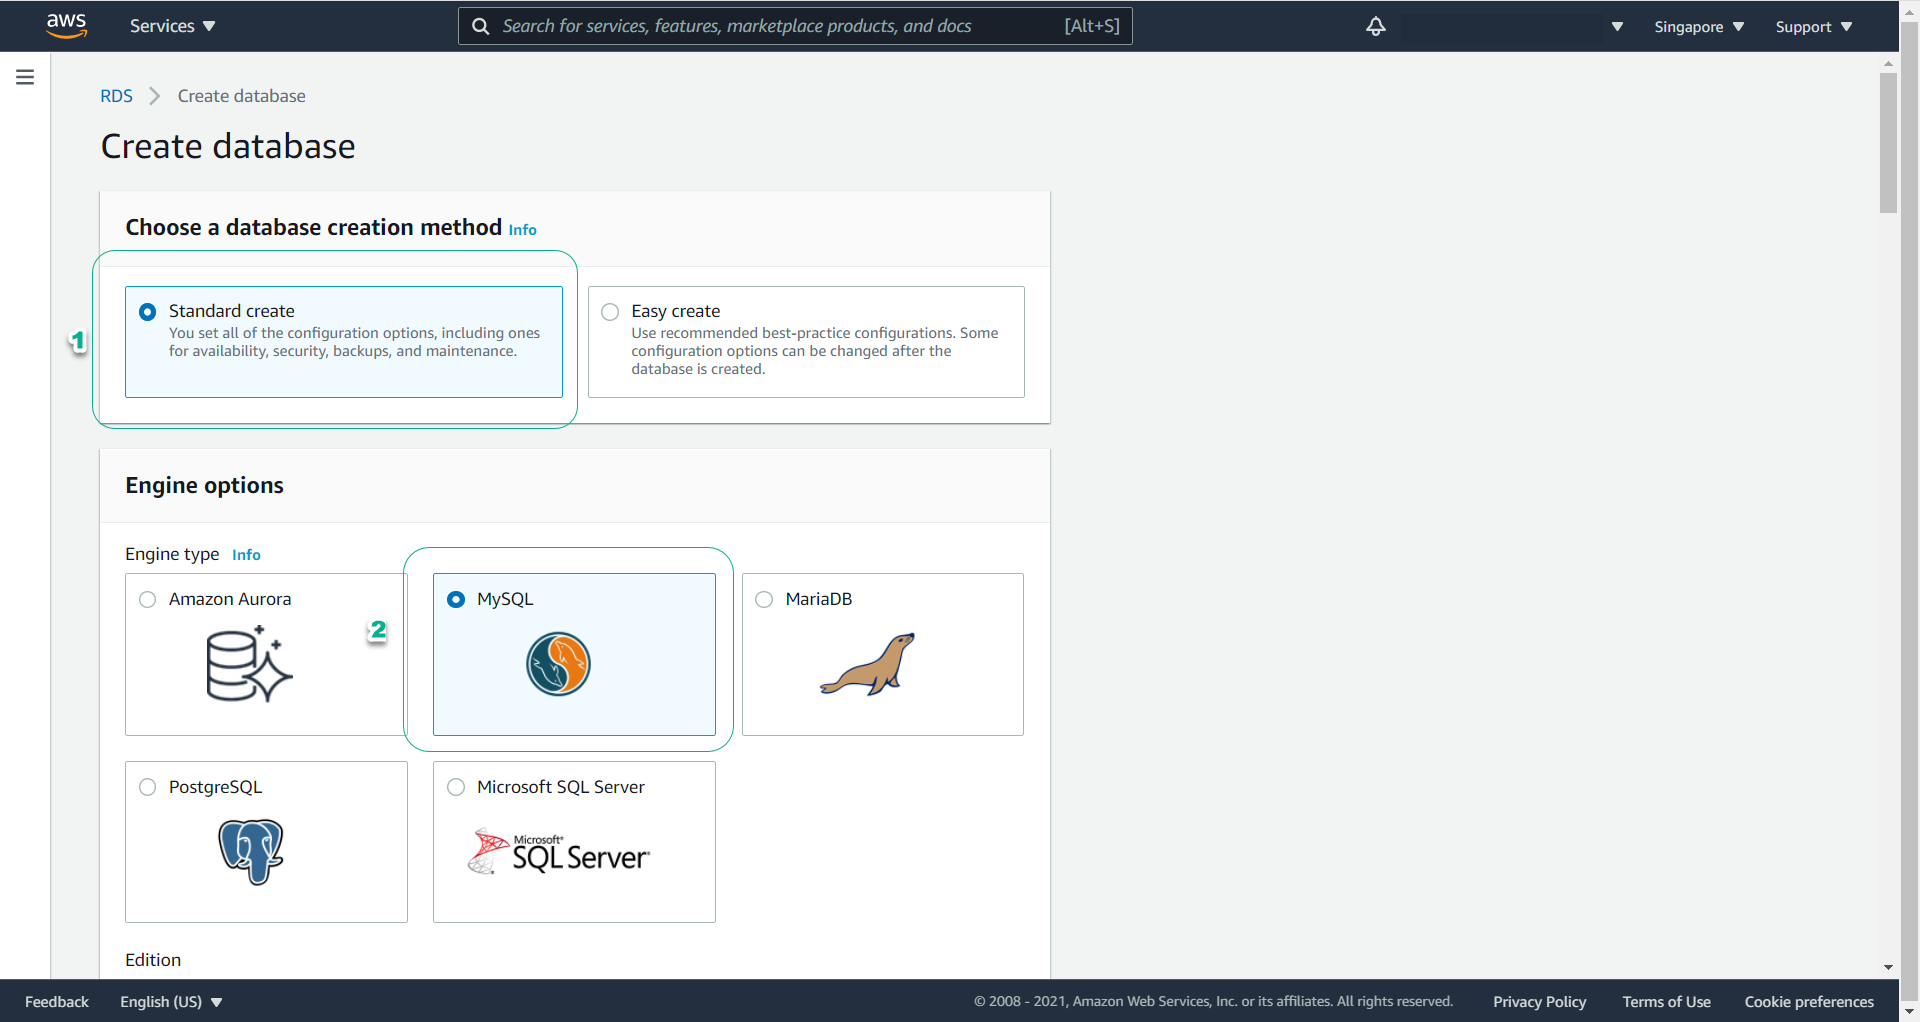 aws
Services
Search for services, features, marketplace products, and docs
[Alt+S]
Singapore
Support
RDS
Create database
Create database
Choose a database creation method Info
1
Standard create
You set all of the configuration options, including ones
for availability, security, backups, and maintenance.
Easy create
Use recommended best-practice configurations. Some
configuration options can be changed after the
database is created.
Engine options
Engine type Info
Amazon Aurora
2
MySQL
MariaDB
PostgreSQL
Microsoft SQL Server
Microsoft®
SQL Server®
Edition
Feedback
English (US)
© 2008 - 2021, Amazon Web Services, Inc. or its affiliates. All rights reserved.
Privacy Policy
Terms of Use
Cookie preferences